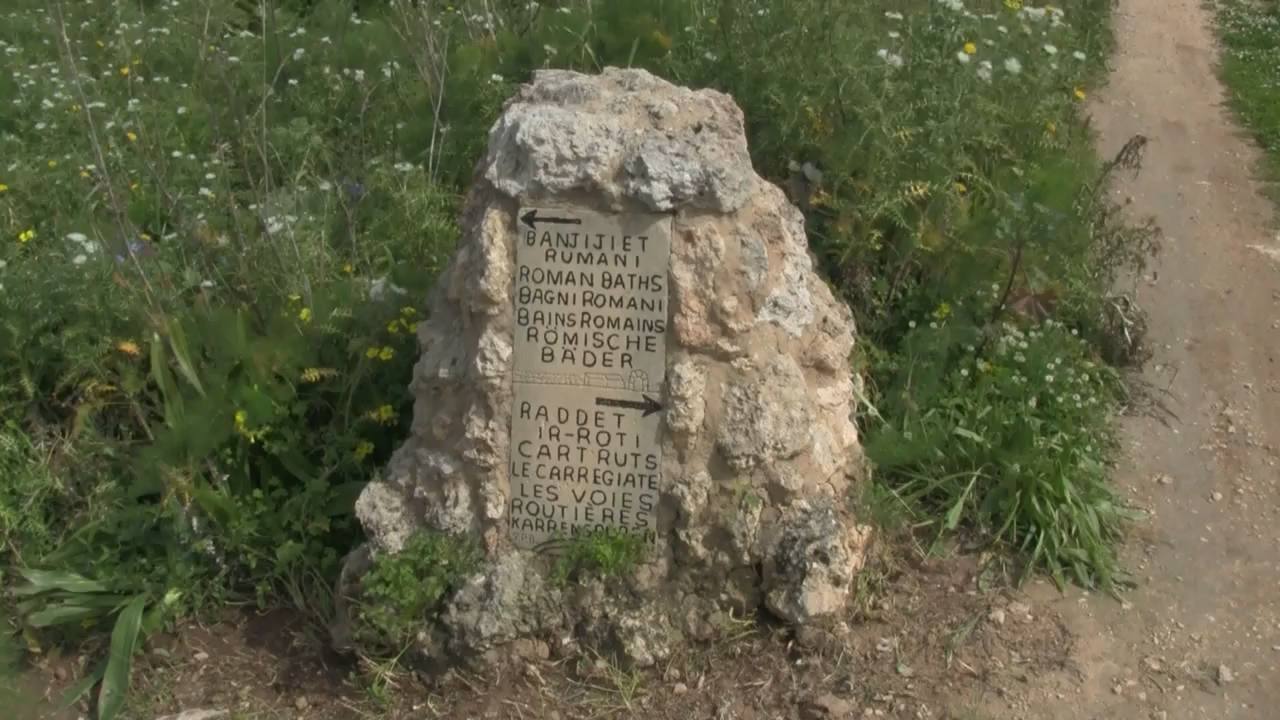 BANJIJIET
RUMANI
ROMAN BATHS
BAGNI ROMANI
BAINS ROMAINS
RÖMISCHE
BÄDER
RADDET
IR-ROTI
CART RUTS
LE CARREGIATE
LES VOIES
ROUTIÈRES